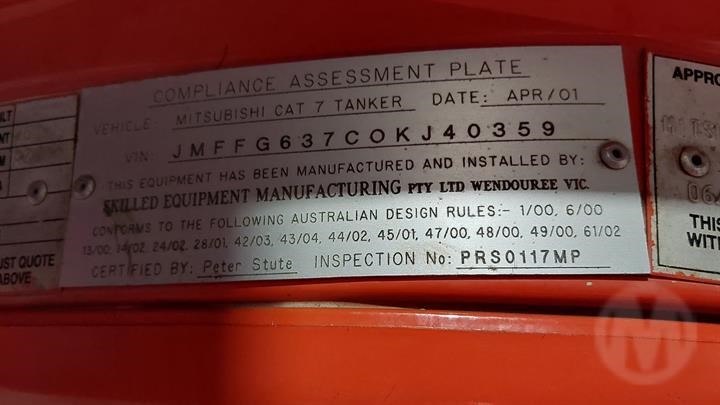 COMPLIANCE ASSESSMENT PLATE
VEHICLE: MITSUBISHI CAT 7 TANKER DATE: APR/01
VIN: JMFFG637COKJ40359
THIS EQUIPMENT HAS BEEN MANUFACTURED AND INSTALLED BY:
SKILLED EQUIPMENT MANUFACTURING PTY LTD WENDOUREE VIC.
CONFORMS TO THE FOLLOWING AUSTRALIAN DESIGN RULES:- 1/00, 6/00
13/00, 14/02, 24/02, 28/01, 42/03, 43/04, 44/02, 45/01, 47/00, 48/00, 49/00, 61/02
CERTIFIED BY: Peter Stute INSPECTION No: PRS0117MP
UST QUOTE
ABOVE
APPRO
MITS
06
THIS
WITH
M